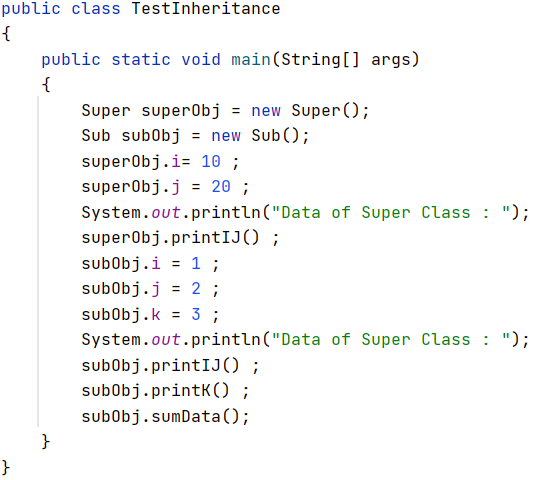 public class TestInheritance
{
    public static void main(String[] args)
    {
        Super superObj = new Super();
        Sub subObj = new Sub();
        superObj.i= 10 ;
        superObj.j = 20 ;
        System.out.println("Data of Super Class : ");
        superObj.printIJ() ;
        subObj.i = 1 ;
        subObj.j = 2 ;
        subObj.k = 3 ;
        System.out.println("Data of Super Class : ");
        subObj.printIJ() ;
        subObj.printK() ;
        subObj.sumData();
    }
}